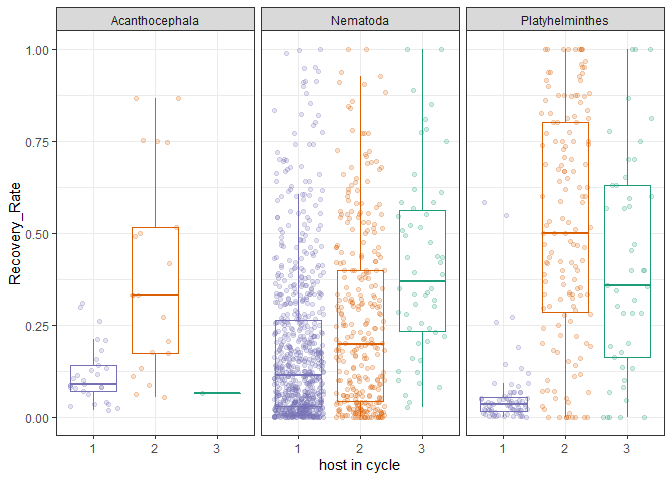 Acanthocephala Nematoda Platyhelminthes
Recovery_Rate
1.00
0.75
0.50
0.25
0.00
1 2 3 1 2 3 1 2 3
host in cycle